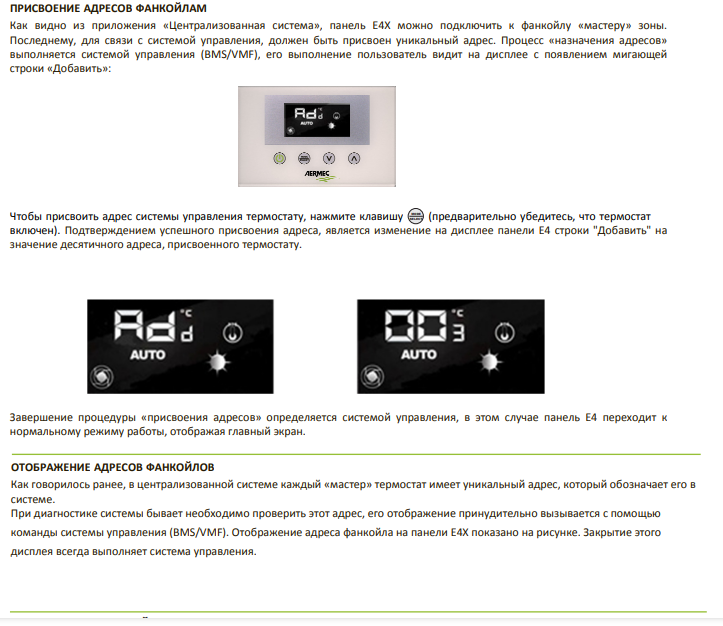 ПРИСВОЕНИЕ АДРЕСОВ ФАНКОЙЛАМ
Как видно из приложения «Централизованная система», панель E4X можно подключить к фанкойлу «мастеру» зоны.
Последнему, для связи с системой управления, должен быть присвоен уникальный адрес. Процесс «назначения адресов»
выполняется системой управления (BMS/VMF), его выполнение пользователь видит на дисплее с появлением мигающей
строки «Добавить»:
Add
AUTO
AERMEC
Чтобы присвоить адрес системы управления термостату, нажмите клавишу (предварительно убедитесь, что термостат
включен). Подтверждением успешного присвоения адреса, является изменение на дисплее панели E4 строки "Добавить" на
значение десятичного адреса, присвоенного термостату.
Add °C
AUTO
003 °C
AUTO
Завершение процедуры «присвоения адресов» определяется системой управления, в этом случае панель E4 переходит к
нормальному режиму работы, отображая главный экран.
ОТОБРАЖЕНИЕ АДРЕСОВ ФАНКОЙЛОВ
Как говорилось ранее, в централизованной системе каждый «мастер» термостат имеет уникальный адрес, который обозначает его в
системе.
При диагностике системы бывает необходимо проверить этот адрес, его отображение принудительно вызывается с помощью
команды системы управления (BMS/VMF). Отображение адреса фанкойла на панели E4X показано на рисунке. Закрытие этого
дисплея всегда выполняет система управления.